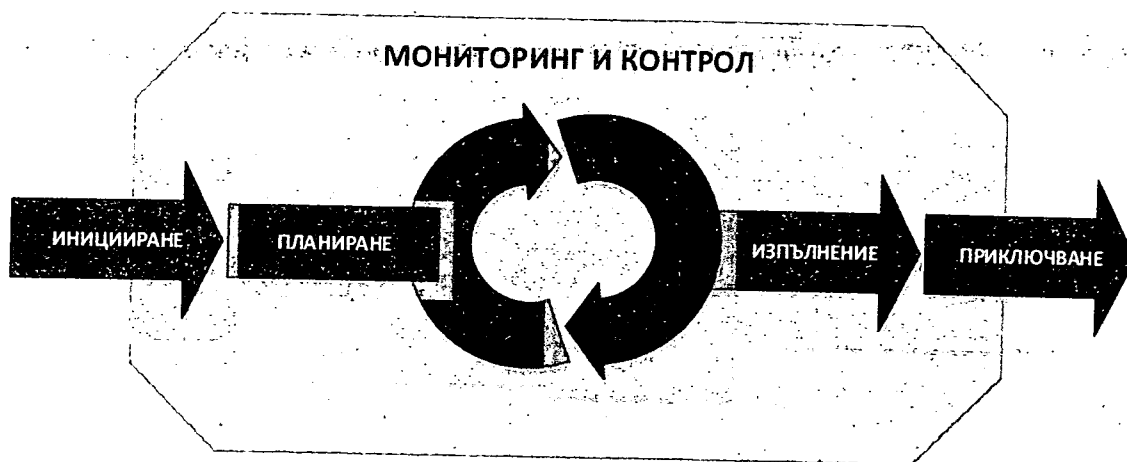 МОНИТОРИНГ И КОНТРОЛ
ИНИЦИИРАНЕ
ПЛАНИРАНЕ
ИЗПЪЛНЕНИЕ
ПРИКЛЮЧВАНЕ